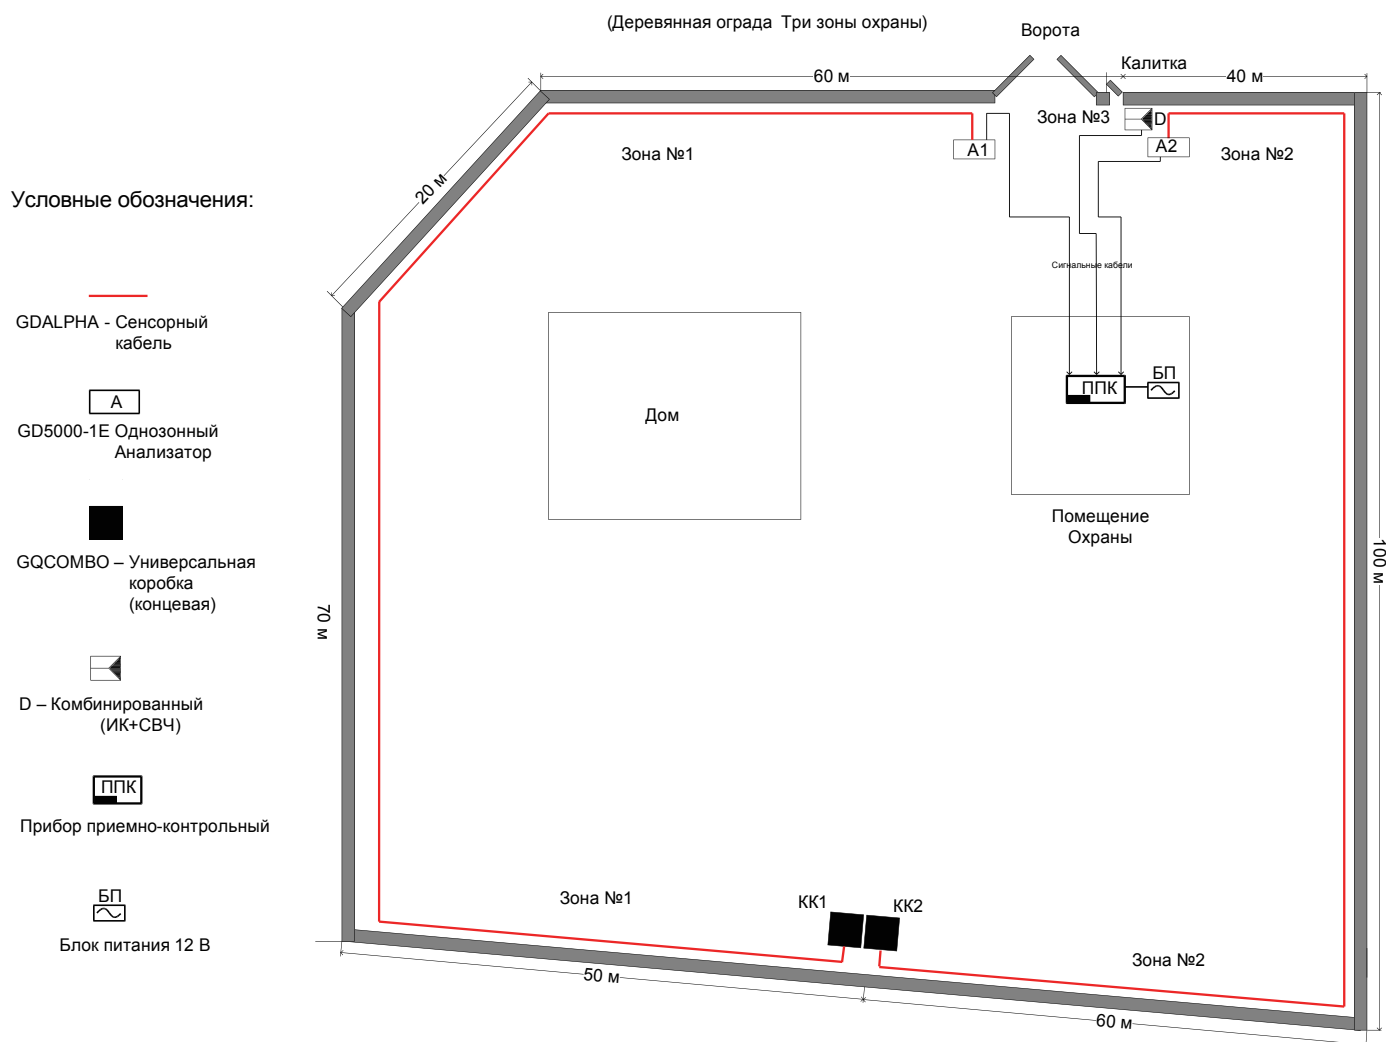 (Деревянная ограда Три зоны охраны)
Ворота
Калитка
60 м
40 м
Зона №3
D
A1
A2
Зона №1
Зона №2
20 м
Условные обозначения:
Сигнальные кабели
GDALPHA - Сенсорный
кабель
A
GD5000-1E Однозонный
Анализатор
ППК
БП
Дом
Помещение
Охраны
GQCOMBO – Универсальная
коробка
(концевая)
70 м
100 м
D – Комбинированный
(ИК+СВЧ)
ППК
Прибор приемно-контрольный
БП
Блок питания 12 В
Зона №1
КК1
КК2
Зона №2
50 м
60 м